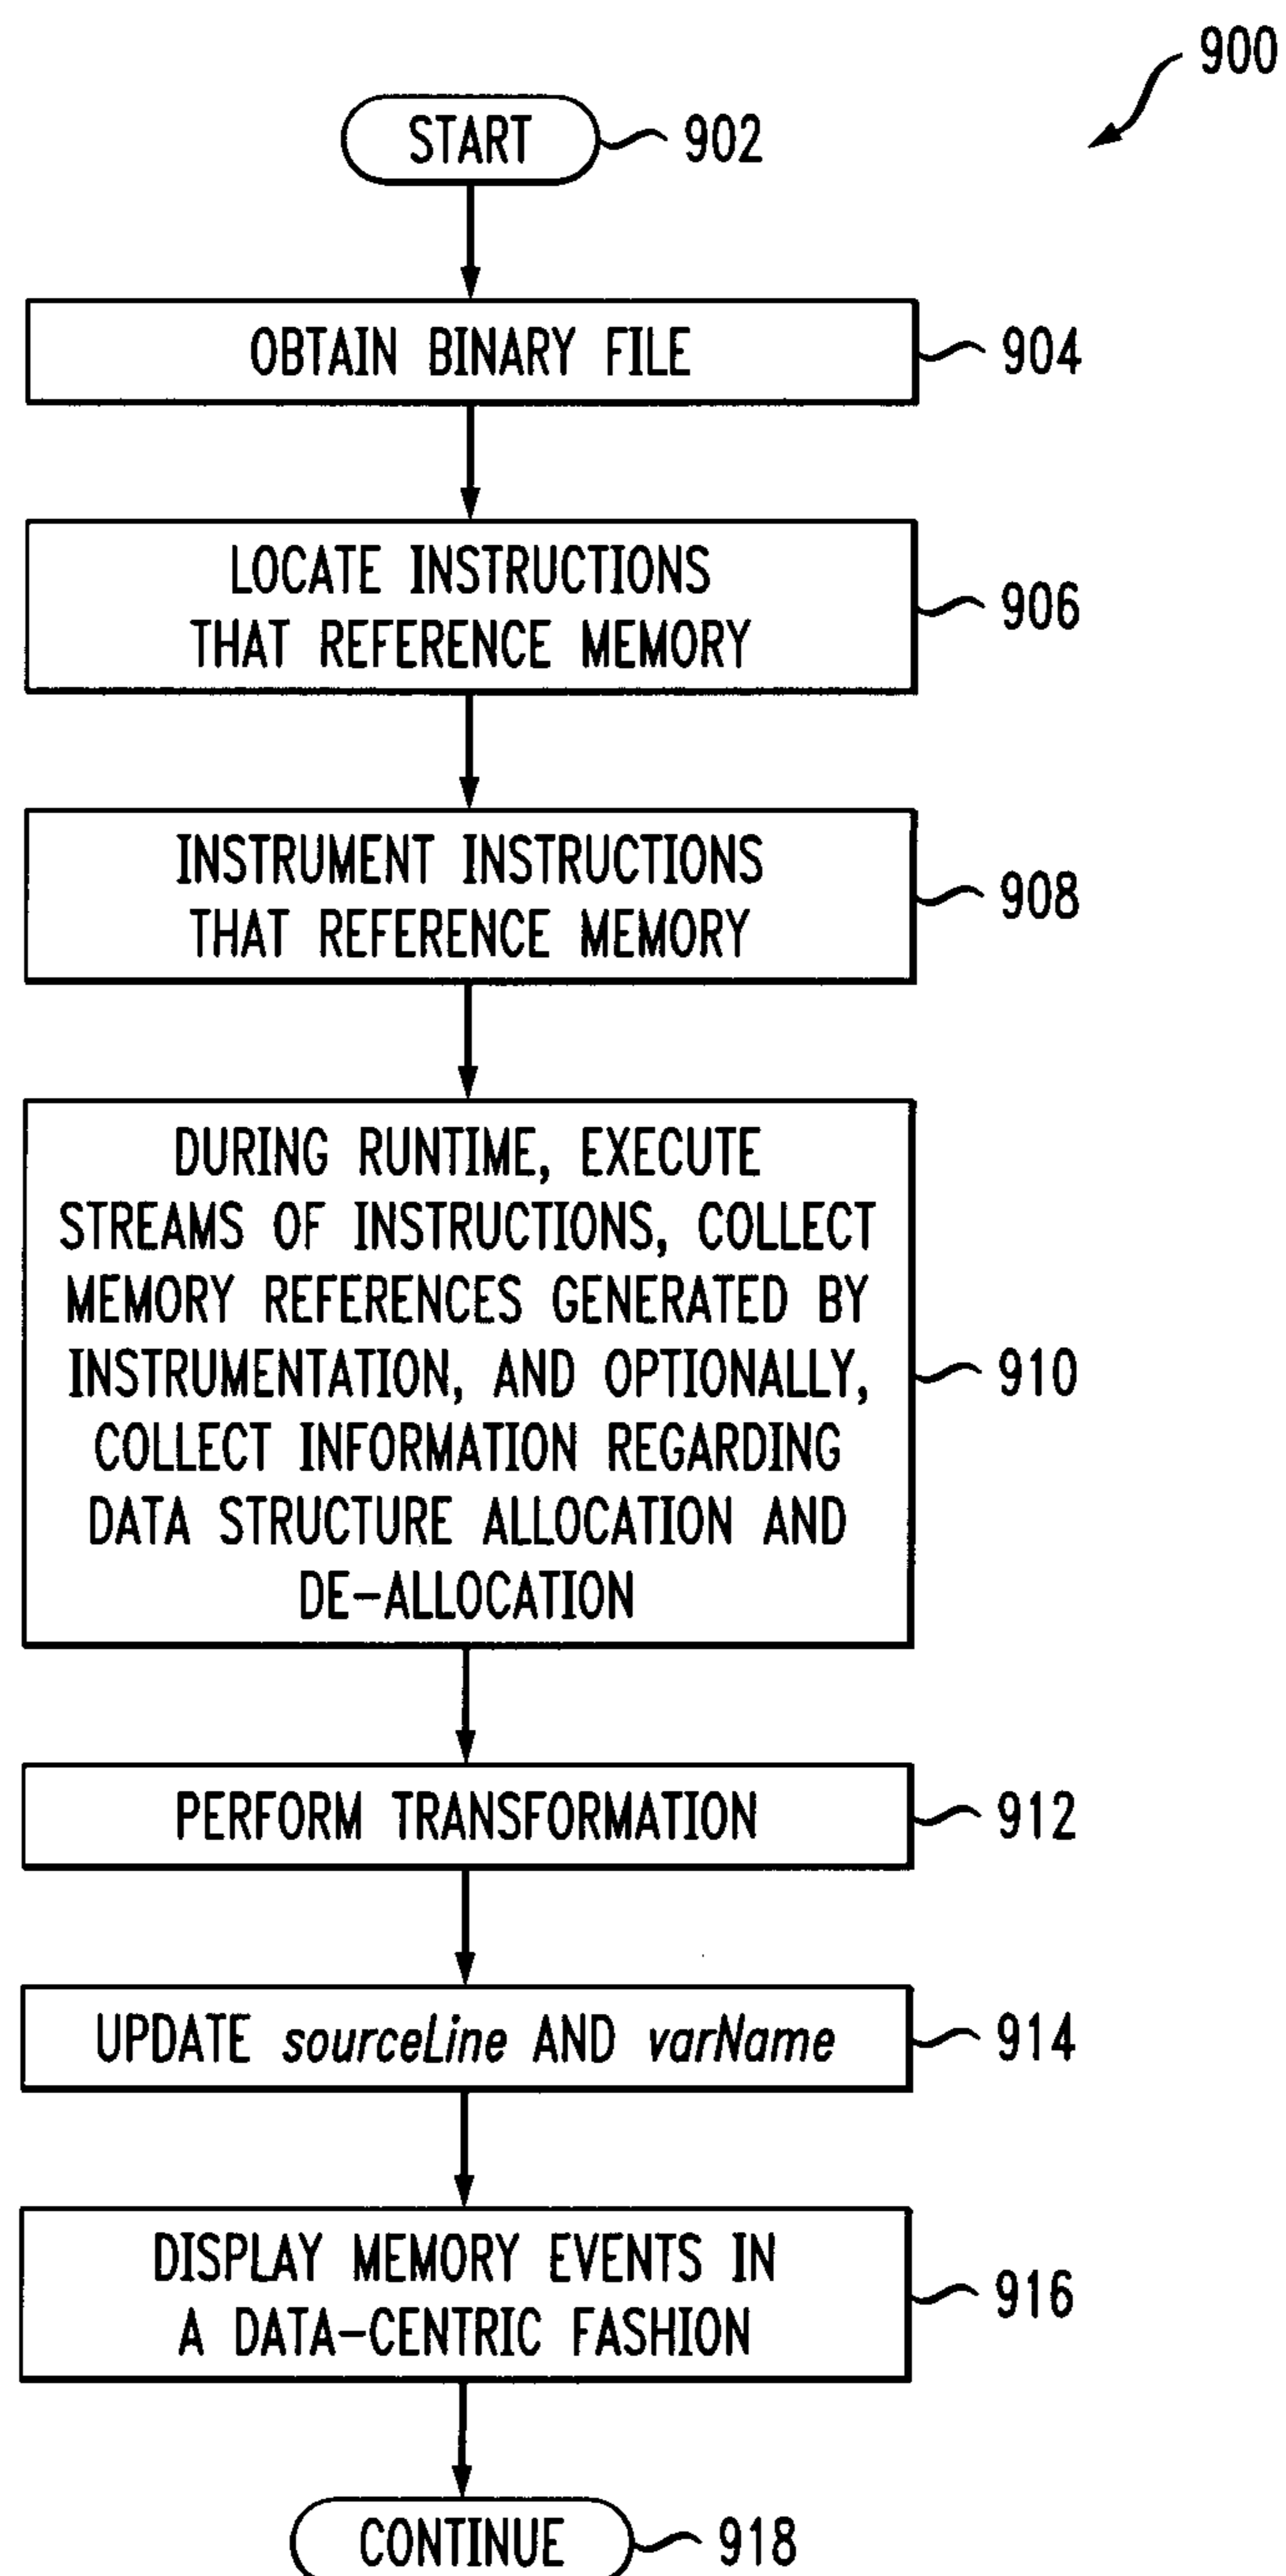 900
START 902
OBTAIN BINARY FILE 904
LOCATE INSTRUCTIONS
THAT REFERENCE MEMORY
906
INSTRUMENT INSTRUCTIONS
THAT REFERENCE MEMORY
908
DURING RUNTIME, EXECUTE
STREAMS OF INSTRUCTIONS, COLLECT
MEMORY REFERENCES GENERATED BY
INSTRUMENTATION, AND OPTIONALLY,
COLLECT INFORMATION REGARDING
DATA STRUCTURE ALLOCATION AND
DE-ALLOCATION
910
PERFORM TRANSFORMATION 912
UPDATE sourceLine AND varName 914
DISPLAY MEMORY EVENTS IN
A DATA-CENTRIC FASHION
916
CONTINUE 918